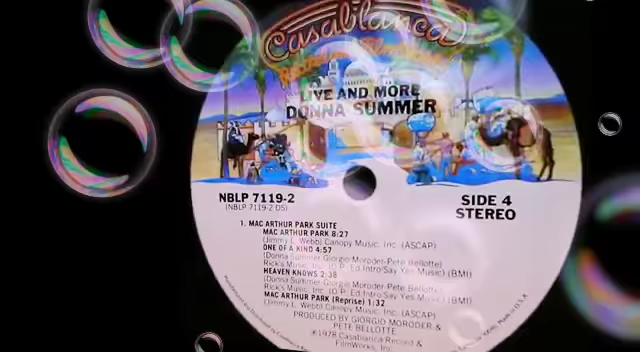 Casablanca
LIVE AND MORE
DONNA SUMMER
NBLP 7119-2
(NBLP 7119-2 DS)
SIDE 4
STEREO
1. MAC ARTHUR PARK SUITE
MAC ARTHUR PARK 8:27
(Jimmy L. Webb) Canopy Music, Inc. (ASCAP)
ONE OF A KIND 4:57
(Donna Summer-Giorgio Moroder-Pete Bellotte)
Rick's Music, Inc. (O.P. Ed Intro/Say Yes Music) (BMI)
HEAVEN KNOWS 2:38
(Donna Summer-Giorgio Moroder-Pete Bellotte)
Rick's Music, Inc. (O.P. Ed Intro/Say Yes Music) (BMI)
MAC ARTHUR PARK (Reprise) 1:32
(Jimmy L. Webb) Canopy Music, Inc. (ASCAP)
PRODUCED BY GIORGIO MORODER &
PETE BELLOTTE
℗1978 Casablanca Record &
FilmWorks, Inc.
Made in U.S.A.